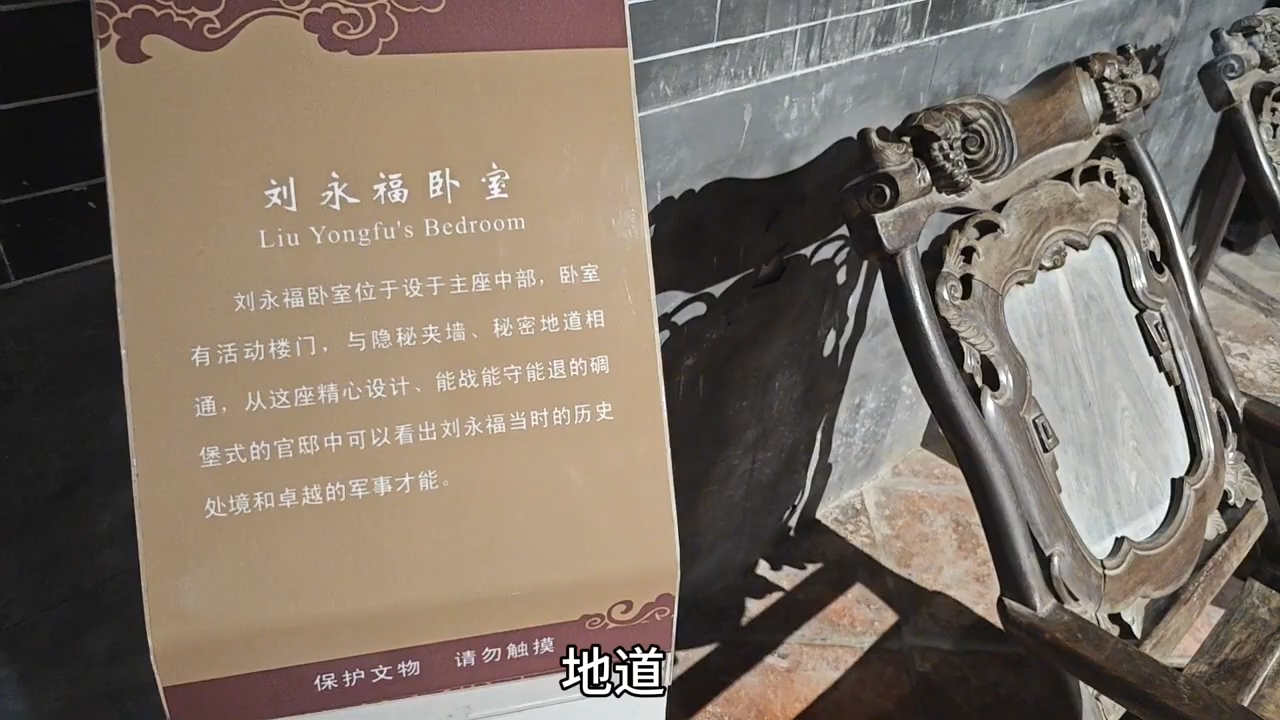 刘永福卧室
Liu Yongfu's Bedroom
刘永福卧室位于设于主座中部，卧室
有活动楼门，与隐秘夹墙、秘密地道相
通，从这座精心设计、能战能守能退的碉
堡式的官邸中可以看出刘永福当时的历史
处境和卓越的军事才能。
保护文物 请勿触摸
地道